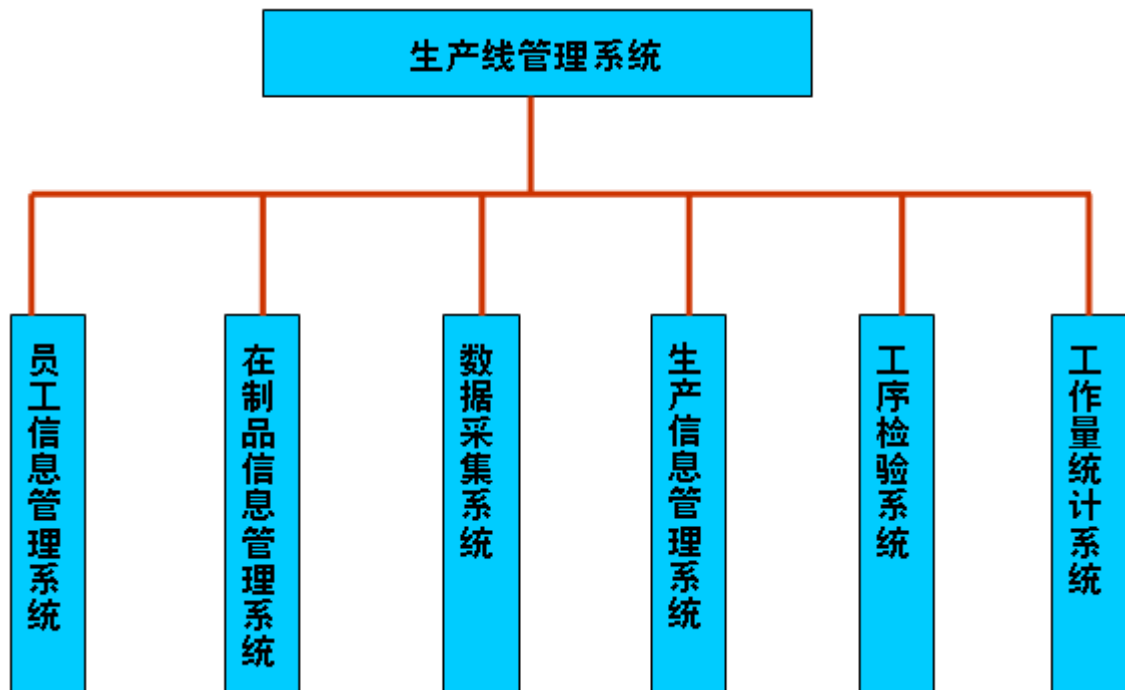 生产线管理系统
员工信息管理系统
在制品信息管理系统
数据采集系统
生产信息管理系统
工序检验系统
工作量统计系统